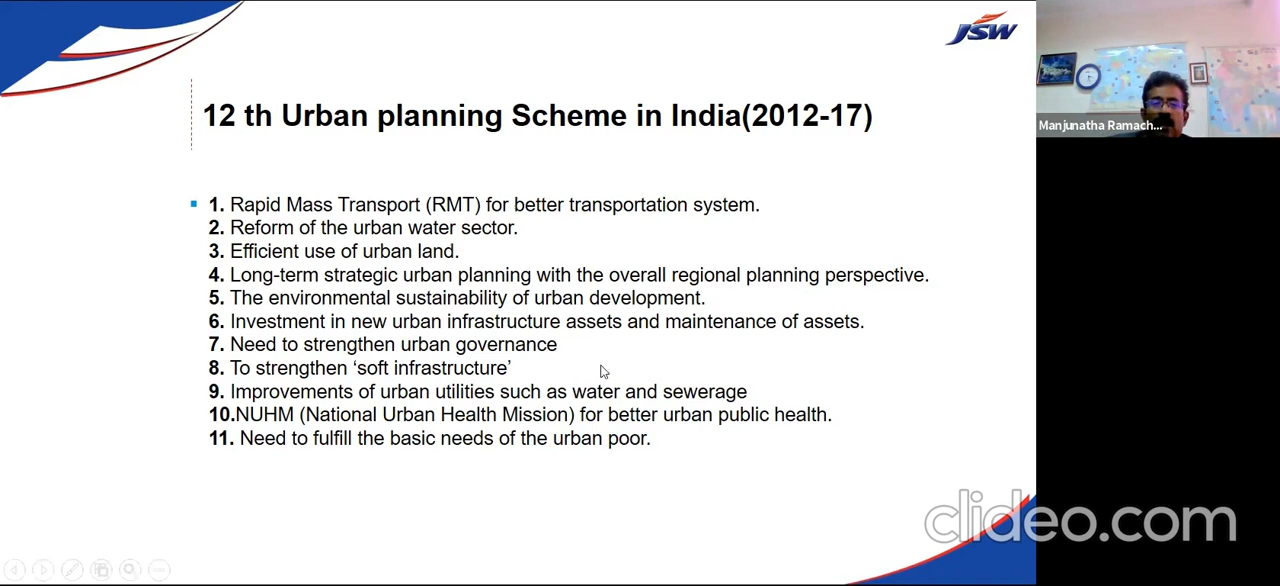 JSW
12 th Urban planning Scheme in India(2012-17)
1. Rapid Mass Transport (RMT) for better transportation system.
2. Reform of the urban water sector.
3. Efficient use of urban land.
4. Long-term strategic urban planning with the overall regional planning perspective.
5. The environmental sustainability of urban development.
6. Investment in new urban infrastructure assets and maintenance of assets.
7. Need to strengthen urban governance
8. To strengthen ‘soft infrastructure’
9. Improvements of urban utilities such as water and sewerage
10.NUHM (National Urban Health Mission) for better urban public health.
11. Need to fulfill the basic needs of the urban poor.
Manjunatha Ramach...
clideo.com